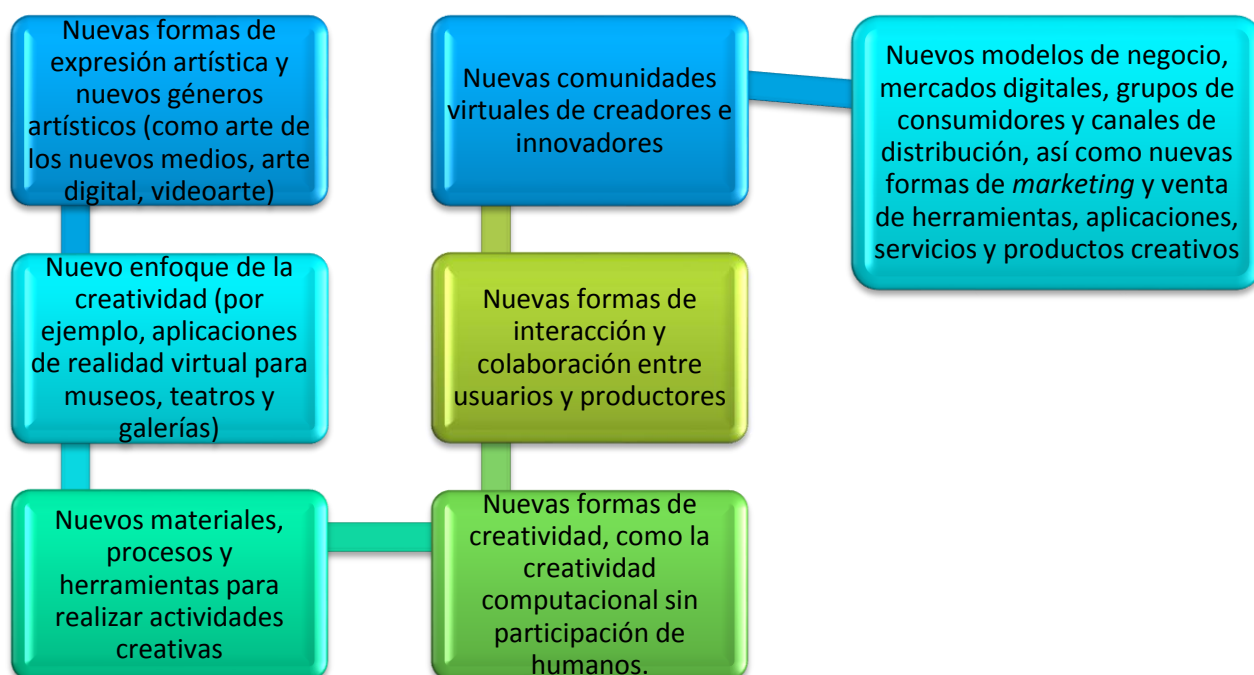 Nuevas formas de
expresión artística y
nuevos géneros
artísticos (como arte de
los nuevos medios, arte
digital, videoarte)
Nuevo enfoque de la
creatividad (por
ejemplo, aplicaciones
de realidad virtual para
museos, teatros y
galerías)
Nuevos materiales,
procesos y
herramientas para
realizar actividades
creativas
Nuevas formas de
creatividad, como la
creatividad
computacional sin
participación de
humanos.
Nuevas formas de
interacción y
colaboración entre
usuarios y productores
Nuevas comunidades
virtuales de creadores e
innovadores
Nuevos modelos de negocio,
mercados digitales, grupos de
consumidores y canales de
distribución, así como nuevas
formas de marketing y venta
de herramientas, aplicaciones,
servicios y productos creativos